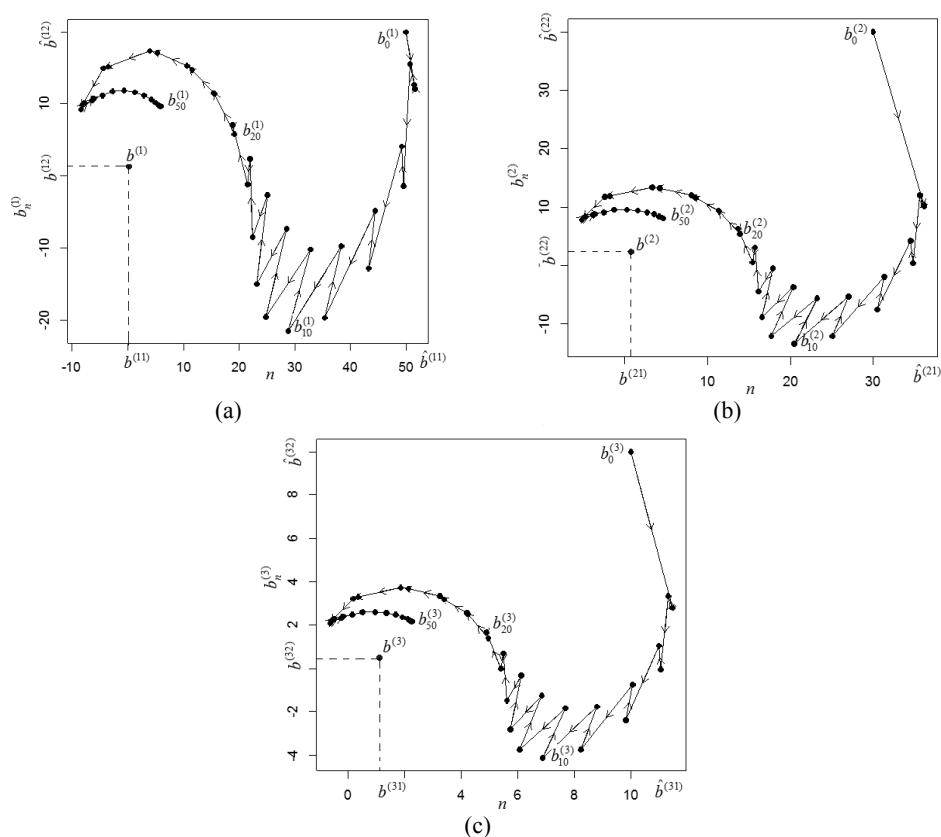 b̂^(12)
b_0^(1)
10
b_50^(1)
b_20^(1)
b^(1)
b^(12)
b_n^(1)
-10
b_10^(1)
-20
-10 0 10 20 30 40 50
b^(11) n b̂^(11)
(a)
b̂^(22)
b_0^(2)
30
20
b_n^(2)
10
b_50^(2)
b_20^(2)
b^(2)
b^(22)
-10
b_10^(2)
10 20 30
b^(21) n b̂^(21)
(b)
b̂^(32)
b_0^(3)
8
6
b_n^(3)
4
2
b_50^(3)
b_20^(3)
b^(3)
b^(32)
-2
b_10^(3)
-4
0 2 4 6 8 10
b^(31) n b̂^(31)
(c)